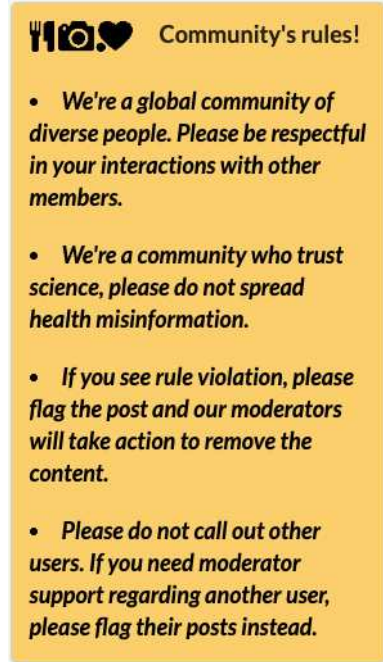 Community's rules!
• We're a global community of
diverse people. Please be respectful
in your interactions with other
members.
• We're a community who trust
science, please do not spread
health misinformation.
• If you see rule violation, please
flag the post and our moderators
will take action to remove the
content.
• Please do not call out other
users. If you need moderator
support regarding another user,
please flag their posts instead.